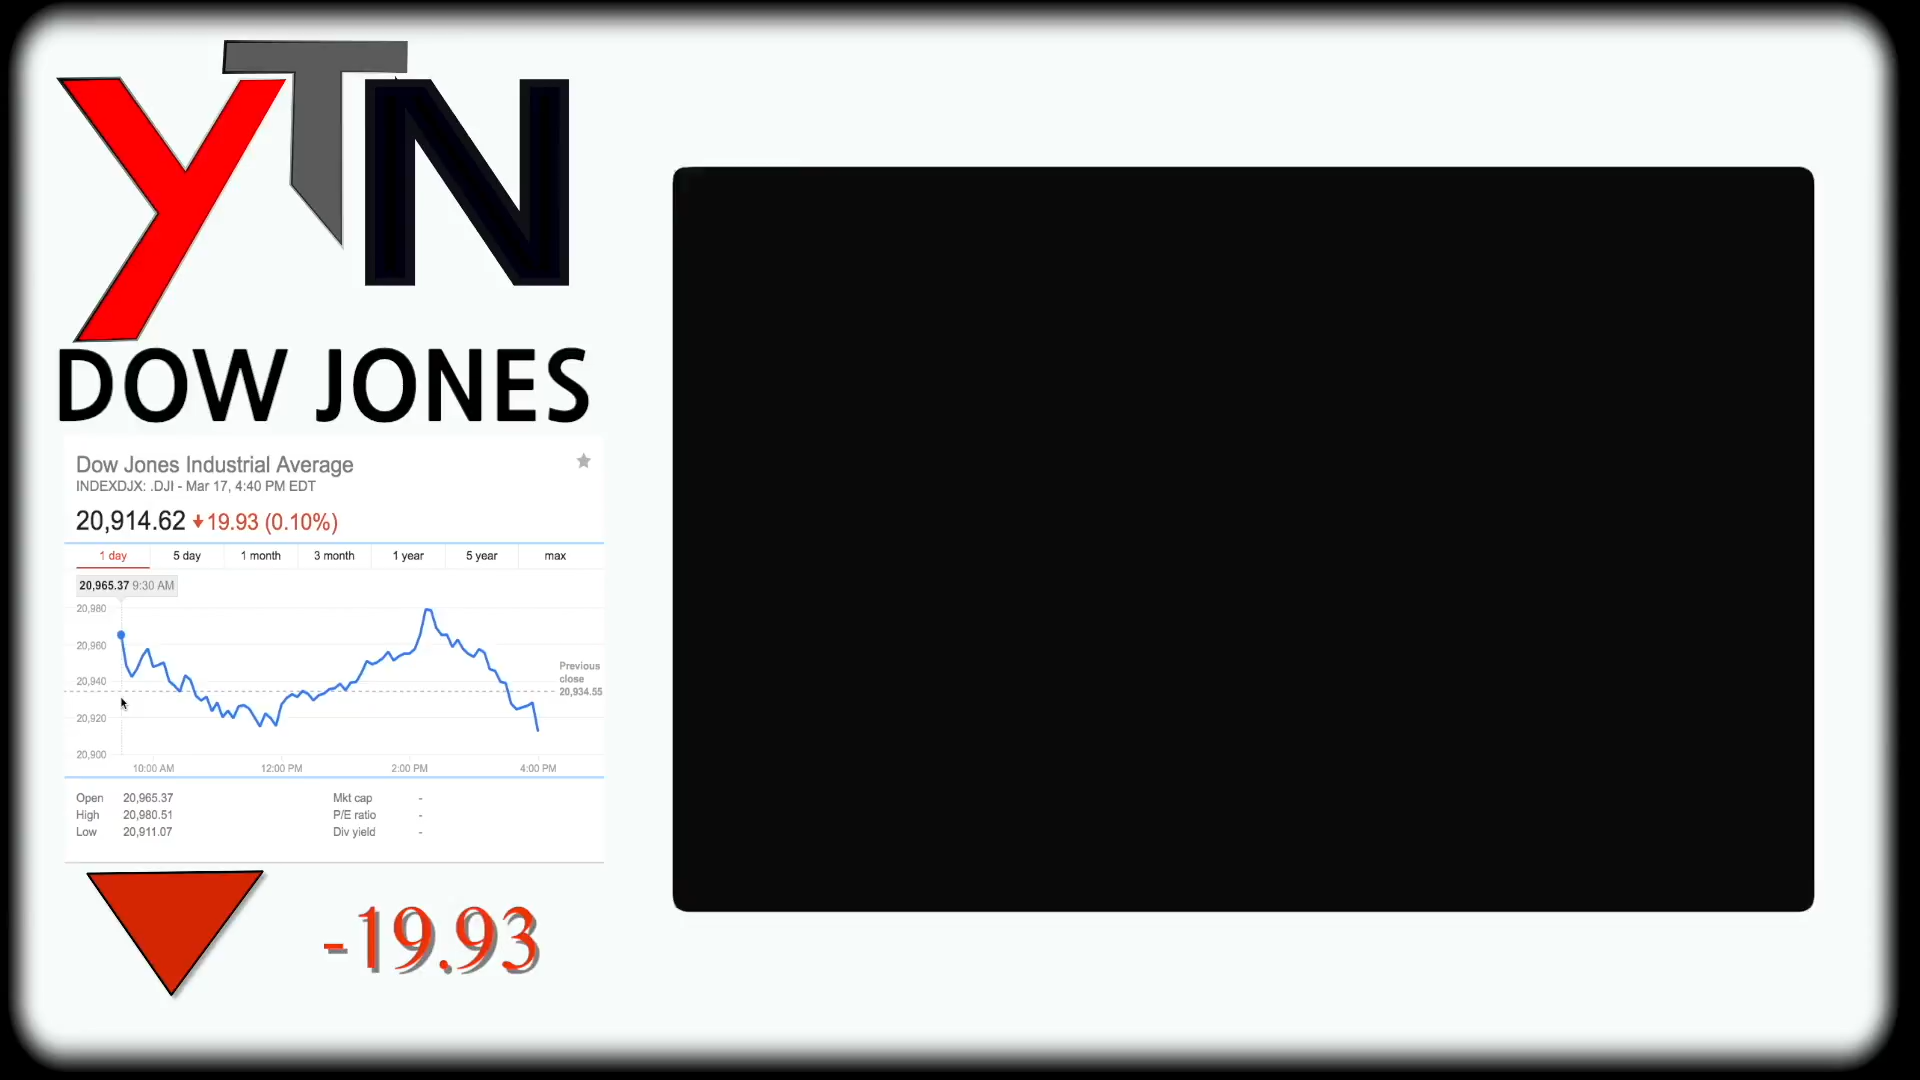 YTN
DOW JONES
Dow Jones Industrial Average
INDEXDJX: .DJI - Mar 17, 4:40 PM EDT
20,914.62 19.93 (0.10%)
1 day 5 day 1 month 3 month 1 year 5 year max
20,965.37 9:30 AM
20,980
20,960
Previous
close
20,940
20,934.55
20,920
20,900
10:00 AM 12:00 PM 2:00 PM 4:00 PM
Open 20,965.37 Mkt cap -
High 20,980.51 P/E ratio -
Low 20,911.07 Div yield -
-19.93